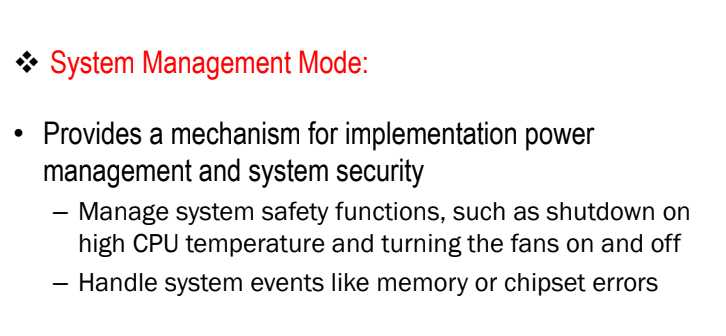 ❖ System Management Mode:
• Provides a mechanism for implementation power
management and system security
– Manage system safety functions, such as shutdown on
high CPU temperature and turning the fans on and off
– Handle system events like memory or chipset errors